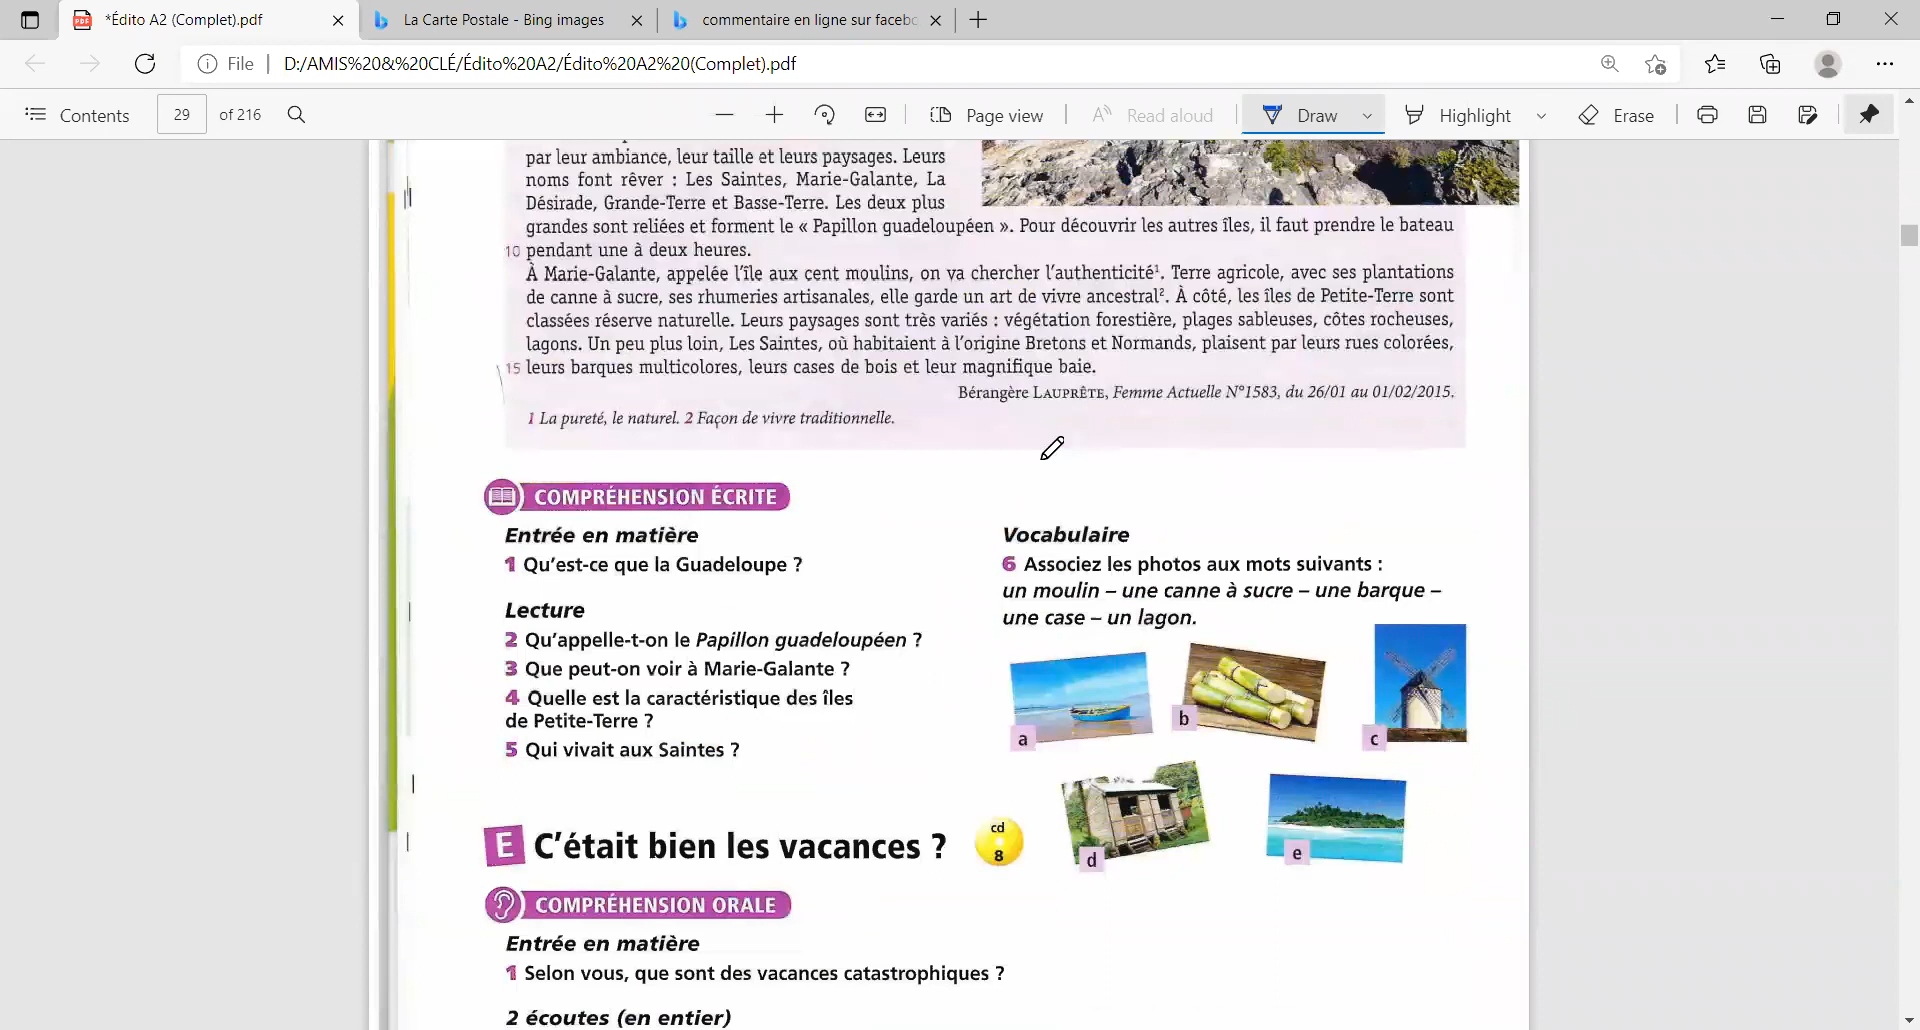 *Édito A2 (Complet).pdf
La Carte Postale - Bing images
commentaire en ligne sur facebo
File
D:/AMIS%20&%20CLÉ/Édito%20A2/Édito%20A2%20(Complet).pdf
Contents
29
of 216
Page view
Read aloud
Draw
Highlight
Erase
par leur ambiance, leur taille et leurs paysages. Leurs
noms font rêver : Les Saintes, Marie-Galante, La
Désirade, Grande-Terre et Basse-Terre. Les deux plus
grandes sont reliées et forment le « Papillon guadeloupéen ». Pour découvrir les autres îles, il faut prendre le bateau
10 pendant une à deux heures.
À Marie-Galante, appelée l'île aux cent moulins, on va chercher l'authenticité¹. Terre agricole, avec ses plantations
de canne à sucre, ses rhumeries artisanales, elle garde un art de vivre ancestral². À côté, les îles de Petite-Terre sont
classées réserve naturelle. Leurs paysages sont très variés : végétation forestière, plages sableuses, côtes rocheuses,
lagons. Un peu plus loin, Les Saintes, où habitaient à l'origine Bretons et Normands, plaisent par leurs rues colorées,
15 leurs barques multicolores, leurs cases de bois et leur magnifique baie.
Bérangère LAUPRÊTE, Femme Actuelle N°1583, du 26/01 au 01/02/2015.
1 La pureté, le naturel. 2 Façon de vivre traditionnelle.
COMPRÉHENSION ÉCRITE
Entrée en matière
1 Qu'est-ce que la Guadeloupe ?
Lecture
2 Qu'appelle-t-on le Papillon guadeloupéen ?
3 Que peut-on voir à Marie-Galante ?
4 Quelle est la caractéristique des îles
de Petite-Terre ?
5 Qui vivait aux Saintes ?
Vocabulaire
6 Associez les photos aux mots suivants :
un moulin – une canne à sucre – une barque –
une case – un lagon.
a
b
c
d
e
E C'était bien les vacances ?
cd
8
COMPRÉHENSION ORALE
Entrée en matière
1 Selon vous, que sont des vacances catastrophiques ?
2 écoutes (en entier)